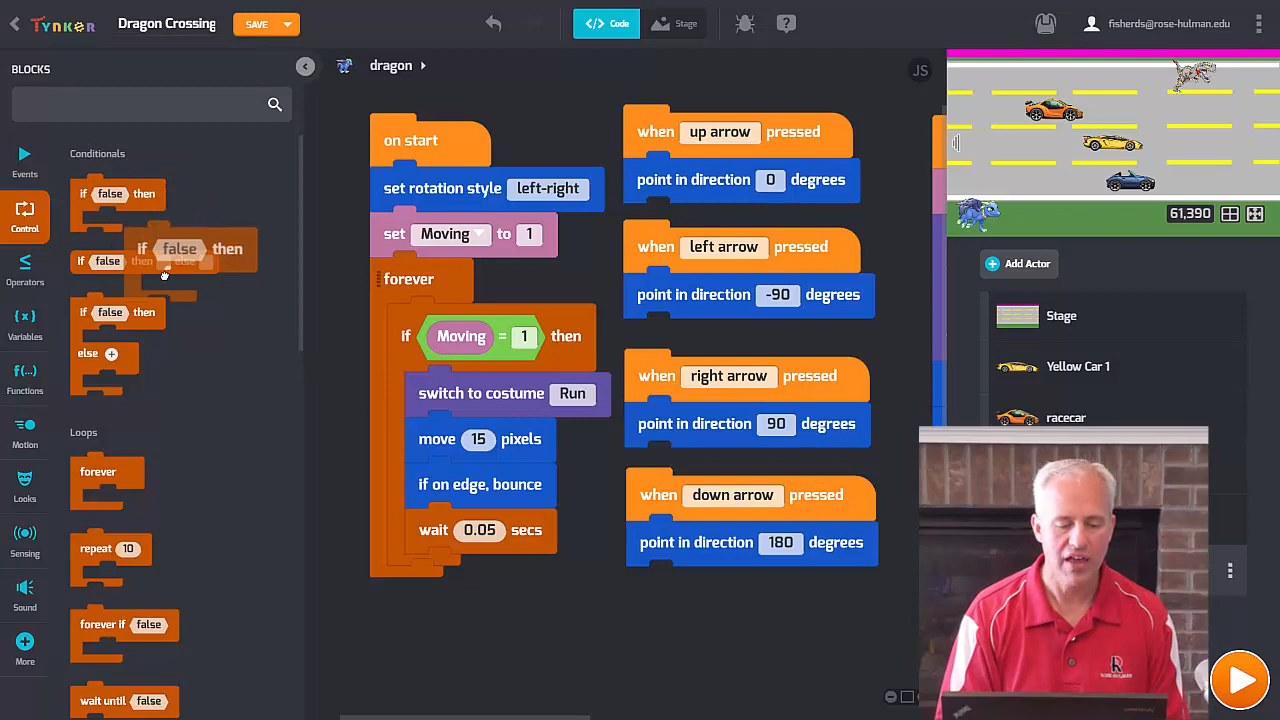 TYNKER
Dragon Crossing
SAVE
</> Code
Stage
fisherds@rose-hulman.edu
BLOCKS
dragon
JS
Events
Control
Operators
Variables
Functions
Motion
Looks
Sensing
Sound
More
Conditionals
if false then
if false then
if false then else
if false then
else
Loops
forever
repeat 10
forever if false
wait until false
on start
set rotation style left-right
set Moving to 1
forever
if Moving = 1 then
switch to costume Run
move 15 pixels
if on edge, bounce
wait 0.05 secs
when up arrow pressed
point in direction 0 degrees
when left arrow pressed
point in direction -90 degrees
when right arrow pressed
point in direction 90 degrees
when down arrow pressed
point in direction 180 degrees
61,390
Add Actor
Stage
Yellow Car 1
racecar
ROSE-HULMAN